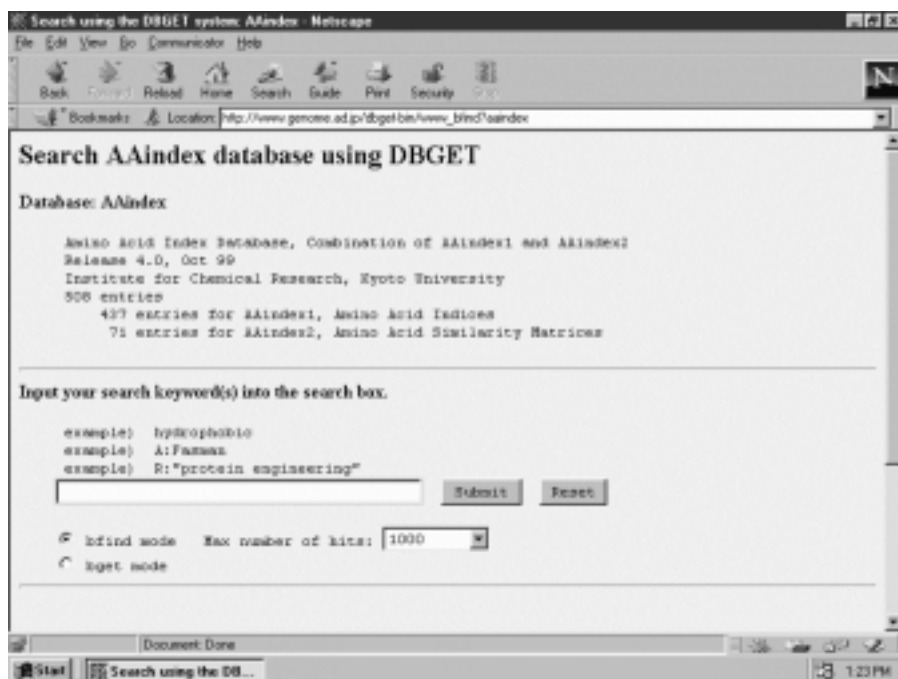 Search using the DBGET system: AAindex - Netscape
File Edit View Go Communicator Help
Back Forward Reload Home Search Guide Print Security Stop
N
Bookmarks Location: http://www.genome.ad.jp/dbget-bin/www_bfind?aaindex
Search AAindex database using DBGET
Database: AAindex
Amino Acid Index Database, Combination of AAindex1 and AAindex2
Release 4.0, Oct 99
Institute for Chemical Research, Kyoto University
508 entries
437 entries for AAindex1, Amino Acid Indices
71 entries for AAindex2, Amino Acid Similarity Matrices
Input your search keyword(s) into the search box.
example) hydrophobic
example) A:Fasman
example) R:"protein engineering"
Submit Reset
bfind mode Max number of hits: 1000
bget mode
Document: Done
Start Search using the DB... 1:23 PM